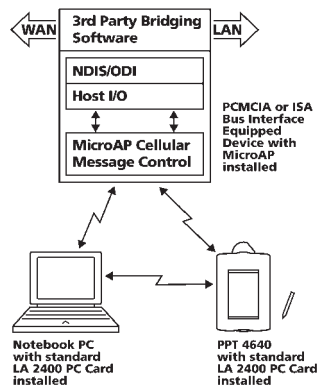 WAN
3rd Party Bridging
Software
LAN
NDIS/ODI
Host I/O
MicroAP Cellular
Message Control
PCMCIA or ISA
Bus Interface
Equipped
Device with
MicroAP
installed
Notebook PC
with standard
LA 2400 PC Card
installed
PPT 4640
with standard
LA 2400 PC Card
installed